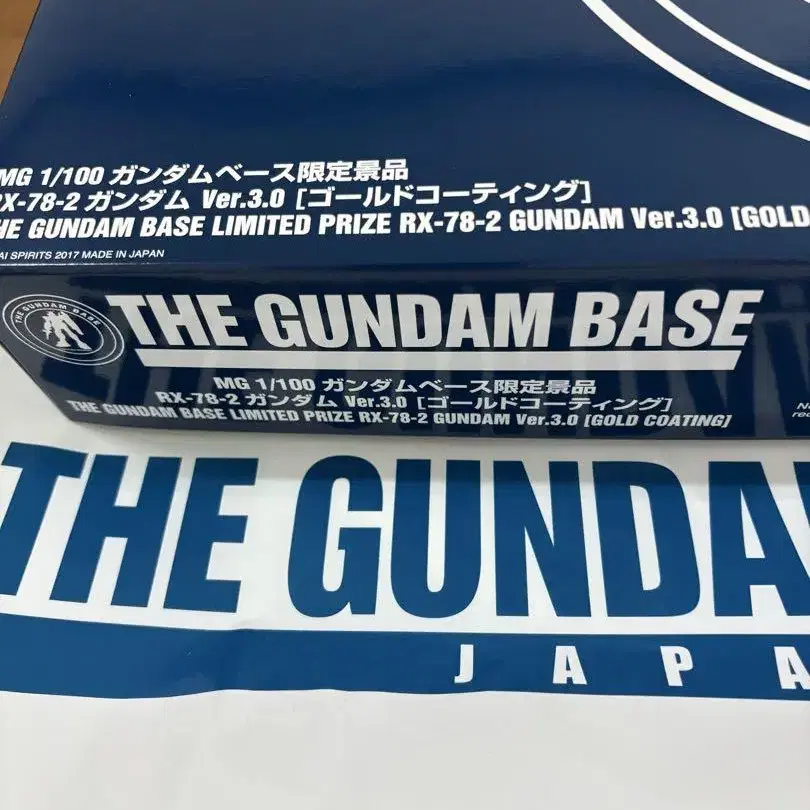 MG 1/100 ガンダムベース限定景品
RX-78-2 ガンダム Ver.3.0 [ゴールドコーティング]
THE GUNDAM BASE LIMITED PRIZE RX-78-2 GUNDAM Ver.3.0 [GOLD
SPIRITS 2017 MADE IN JAPAN
THE GUNDAM BASE
THE GUNDAM BASE
MG 1/100 ガンダムベース限定景品
RX-78-2 ガンダム Ver.3.0 [ゴールドコーティング]
THE GUNDAM BASE LIMITED PRIZE RX-78-2 GUNDAM Ver.3.0 [GOLD COATING]
THE GUNDA
JAPA